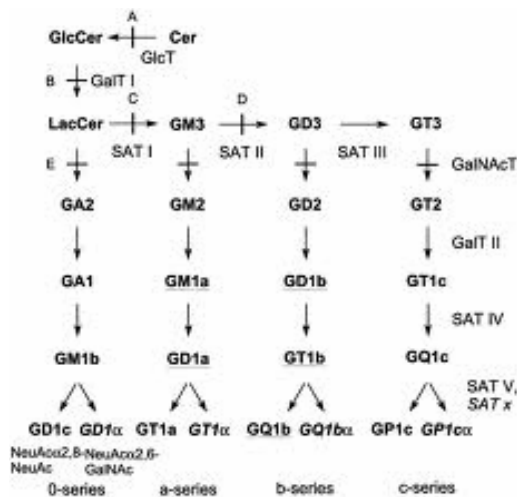 A
GlcCer Cer
GlcT
B GalT I
C D
LacCer GM3 GD3 GT3
SAT I SAT II SAT III
E GalNAcT
GA2 GM2 GD2 GT2
GalT II
GA1 GM1a GD1b GT1c
SAT IV
GM1b GD1a GT1b GQ1c
SAT V,
SAT x
GD1c GD1α GT1a GT1α GQ1b GQ1bα GP1c GP1cα
NeuAcα2,8- NeuAcα2,6-
NeuAc GalNAc
0-series a-series b-series c-series